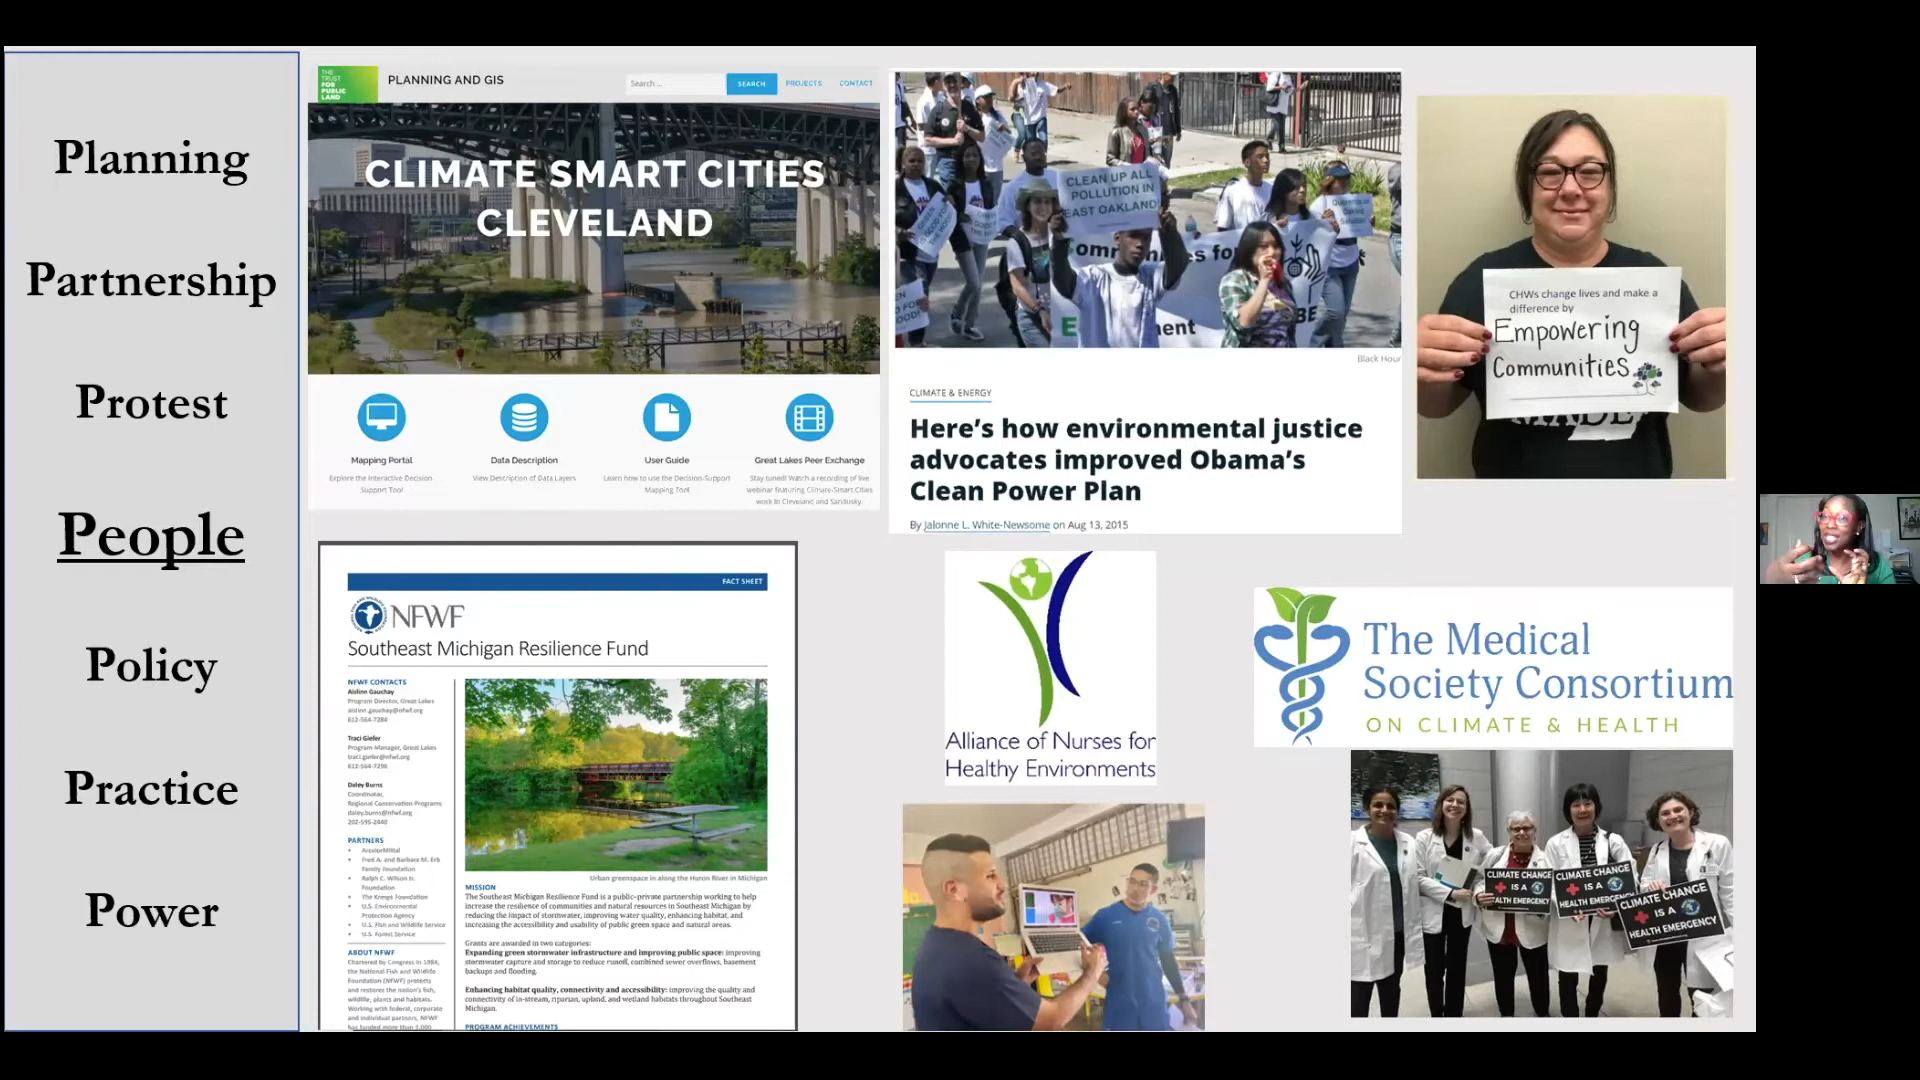 Planning
Partnership
Protest
People
Policy
Practice
Power
THE
TRUST
FOR
PUBLIC
LAND
PLANNING AND GIS
Search ...
SEARCH
PROJECTS
CONTACT
CLIMATE SMART CITIES
CLEVELAND
Mapping Portal
Explore the Interactive Decision
Support Tool
Data Description
View Description of Data Layers
User Guide
Learn how to use the Decision-Support
Mapping Tool
Great Lakes Peer Exchange
Stay tuned! Watch a recording of live
webinar featuring Climate-Smart Cities
work in Cleveland and Sandusky.
CLEAN UP ALL
POLLUTION IN
EAST OAKLAND!
Black Hour
CLIMATE & ENERGY
Here's how environmental justice
advocates improved Obama's
Clean Power Plan
By Jalonne L. White-Newsome on Aug 13, 2015
CHWs change lives and make a
difference by
Empowering
Communities
MADE
FACT SHEET
NFWF
Southeast Michigan Resilience Fund
NFWF CONTACTS
Aislinn Gauchay
Program Director, Great Lakes
aislinn.gauchay@nfwf.org
612-564-7284
Traci Giefer
Program Manager, Great Lakes
traci.giefer@nfwf.org
612-564-7296
Daley Burns
Coordinator,
Regional Conservation Programs
daley.burns@nfwf.org
202-595-2440
PARTNERS
• ArcelorMittal
• Fred A. and Barbara M. Erb
Family Foundation
• Ralph C. Wilson Jr.
Foundation
• The Kresge Foundation
• U.S. Environmental
Protection Agency
• U.S. Fish and Wildlife Service
• U.S. Forest Service
ABOUT NFWF
Chartered by Congress in 1984,
the National Fish and Wildlife
Foundation (NFWF) protects
and restores the nation's fish,
wildlife, plants and habitats.
Working with federal, corporate
and individual partners, NFWF
has funded more than 5,000
Urban greenspace in along the Huron River in Michigan
MISSION
The Southeast Michigan Resilience Fund is a public-private partnership working to help
increase the resilience of communities and natural resources in Southeast Michigan by
reducing the impact of stormwater, improving water quality, enhancing habitat, and
increasing the accessibility and usability of public green space and natural areas.
Grants are awarded in two categories:
Expanding green stormwater infrastructure and improving public space: improving
stormwater capture and storage to reduce runoff, combined sewer overflows, basement
backups and flooding.
Enhancing habitat quality, connectivity and accessibility: improving the quality and
connectivity of in-stream, riparian, upland, and wetland habitats throughout Southeast
Michigan.
PROGRAM ACHIEVEMENTS
Alliance of Nurses for
Healthy Environments
The Medical
Society Consortium
ON CLIMATE & HEALTH
CLIMATE CHANGE
IS A
HEALTH EMERGENCY
CLIMATE CHANGE
IS A
HEALTH EMERGENCY
CLIMATE CHANGE
IS A
HEALTH EMERGENCY